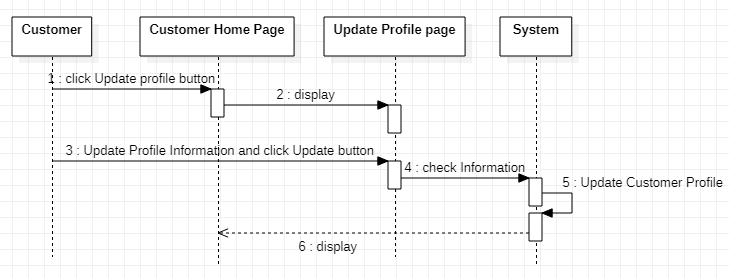 Customer
Customer Home Page
Update Profile page
System
1 : click Update profile button
2 : display
3 : Update Profile Information and click Update button
4 : check Information
5 : Update Customer Profile
6 : display